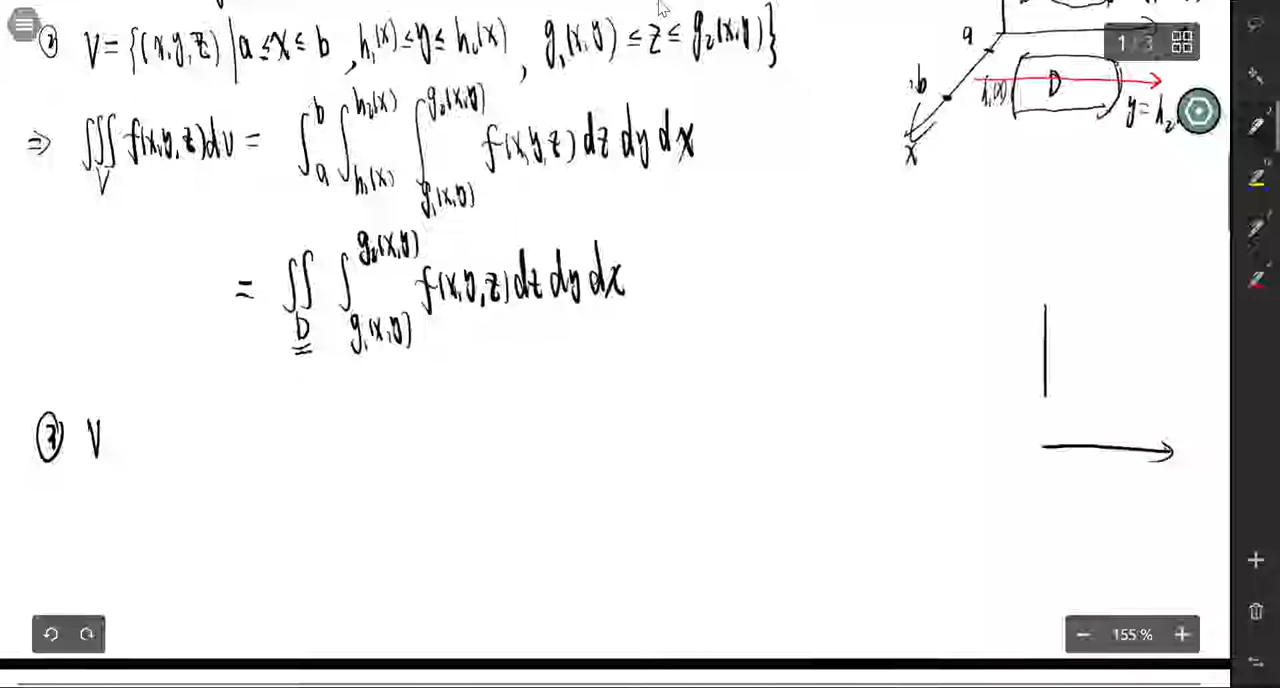 ② V = {(x,y,z) | a ≤ x ≤ b , h₁(x) ≤ y ≤ h₂(x) , g₁(x,y) ≤ z ≤ g₂(x,y)}
⇒ ∭_V f(x,y,z)dv = ∫_a^b ∫_{h₁(x)}^{h₂(x)} ∫_{g₁(x,y)}^{g₂(x,y)} f(x,y,z) dz dy dx
= ∬_D ∫_{g₁(x,y)}^{g₂(x,y)} f(x,y,z) dz dy dx
③ V
a
b
x
h₁(x)
D
y = h₂
1 / 3
155 %